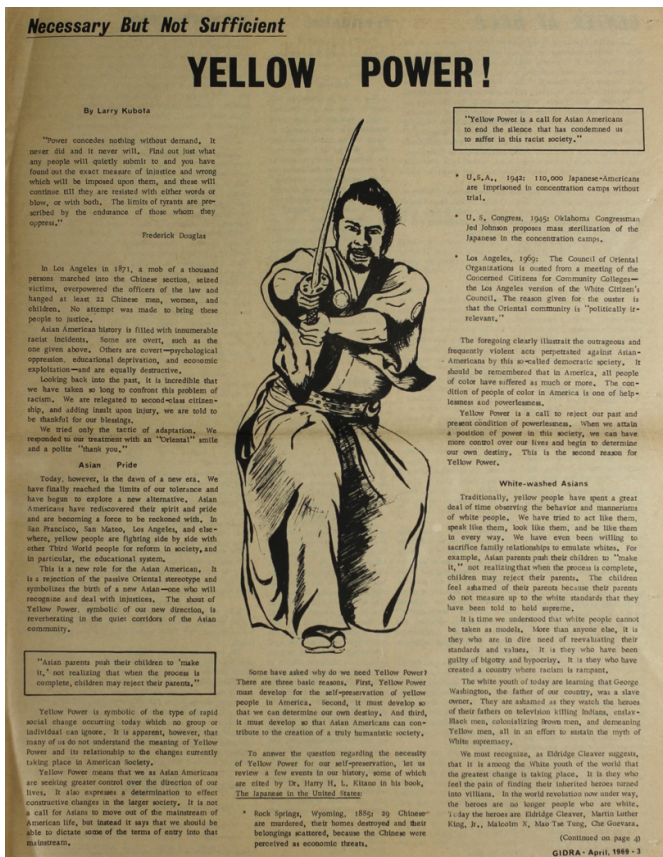 Necessary But Not Sufficient
YELLOW POWER!
By Larry Kubota
"Power concedes nothing without demand. It
never did and it never will. Find out just what
any people will quietly submit to and you have
found out the exact measure of injustice and wrong
which will be imposed upon them, and these will
continue till they are resisted with either words or
blow, or with both. The limits of tyrants are pre-
scribed by the endurance of those whom they
oppress."
Frederick Douglas
In Los Angeles in 1871, a mob of a thousand
persons marched into the Chinese section, seized
victims, overpowered the officers of the law and
hanged at least 22 Chinese men, women, and
children. No attempt was made to bring these
people to justice.
Asian American history is filled with innumerable
racist incidents. Some are overt, such as the
one given above. Others are covert—psychological
oppression, educational deprivation, and economic
exploitation—and are equally destructive.
Looking back into the past, it is incredible that
we have taken so long to confront this problem of
racism. We are relegated to second-class citizen-
ship, and adding insult upon injury, we are told to
be thankful for our blessings.
We tried only the tactic of adaptation. We
responded to our treatment with an "Oriental" smile
and a polite "thank you."
Asian Pride
Today, however, is the dawn of a new era. We
have finally reached the limits of our tolerance and
have begun to explore a new alternative. Asian
Americans have rediscovered their spirit and pride
and are becoming a force to be reckoned with. In
San Francisco, San Mateo, Los Angeles, and else-
where, yellow people are fighting side by side with
other Third World people for reform in society, and
in particular, the educational system.
This is a new role for the Asian American. It
is a rejection of the passive Oriental stereotype and
symbolizes the birth of a new Asian—one who will
recognize and deal with injustices. The shout of
Yellow Power, symbolic of our new direction, is
reverberating in the quiet corridors of the Asian
community.
"Asian parents push their children to 'make
it,' not realizing that when the process is
complete, children may reject their parents."
Yellow Power is symbolic of the type of rapid
social change occurring today which no group or
individual can ignore. It is apparent, however, that
many of us do not understand the meaning of Yellow
Power and its relationship to the changes currently
taking place in American Society.
Yellow Power means that we as Asian Americans
are seeking greater control over the direction of our
lives. It also expresses a determination to effect
constructive changes in the larger society. It is not
a call for Asians to move out of the mainstream of
American life, but instead it says that we should be
able to dictate some of the terms of entry into that
mainstream.
Some have asked why do we need Yellow Power?
There are three basic reasons. First, Yellow Power
must develop for the self-preservation of yellow
people in America. Second, it must develop so
that we can determine our own destiny. And third,
it must develop so that Asian Americans can con-
tribute to the creation of a truly humanistic society.
To answer the question regarding the necessity
of Yellow Power for our self-preservation, let us
review a few events in our history, some of which
are cited by Dr. Harry H. L. Kitano in his book,
The Japanese in the United States:
* Rock Springs, Wyoming, 1885: 29 Chinese
are murdered, their homes destroyed and their
belongings scattered, because the Chinese were
perceived as economic threats.
"Yellow Power is a call for Asian Americans
to end the silence that has condemned us
to suffer in this racist society."
* U.S.A., 1942: 110,000 Japanese-Americans
are imprisoned in concentration camps without
trial.
* U. S. Congress, 1945: Oklahoma Congressman
Jed Johnson proposes mass sterilization of the
Japanese in the concentration camps.
* Los Angeles, 1969: The Council of Oriental
Organizations is ousted from a meeting of the
Concerned Citizens for Community Colleges—
the Los Angeles version of the White Citizen's
Council. The reason given for the ouster is
that the Oriental community is "politically ir-
relevant."
The foregoing clearly illustrait the outrageous and
frequently violent acts perpetrated against Asian-
Americans by this so-called democratic society. It
should be remembered that in America, all people
of color have suffered as much or more. The con-
dition of people of color in America is one of help-
lessness and powerlessness.
Yellow Power is a call to reject our past and
present condition of powerlessness. When we attain
a position of power in this society, we can have
more control over our lives and begin to determine
our own destiny. This is the second reason for
Yellow Power.
White-washed Asians
Traditionally, yellow people have spent a great
deal of time observing the behavior and mannerisms
of white people. We have tried to act like them,
speak like them, look like them, and be like them
in every way. We have even been willing to
sacrifice family relationships to emulate whites. For
example, Asian parents push their children to "make
it," not realizing that when the process is complete,
children may reject their parents. The children
feel ashamed of their parents because their parents
do not measure up to the white standards that they
have been told to hold supreme.
It is time we understood that white people cannot
be taken as models. More than anyone else, it is
they who are in dire need of reevaluating their
standards and values. It is they who have been
guilty of bigotry and hypocrisy. It is they who have
created a country where racism is rampant.
The white youth of today are learning that George
Washington, the father of our country, was a slave
owner. They are ashamed as they watch the heroes
of their fathers on television killing Indians, enslav-
Black men, colonializing Brown men, and demeaning
Yellow men, all in an effort to sustain the myth of
White supremacy.
We must recognize, as Eldridge Cleaver suggests,
that it is among the White youth of the world that
the greatest change is taking place. It is they who
feel the pain of finding their inherited heroes turned
into villians. In the world revolution now under way,
the heroes are no longer people who are white.
Today the heroes are Eldridge Cleaver, Martin Luther
King, Jr., Malcolm X, Mao Tse Tung, Che Guevara.
(Continued on page 4)
GIDRA - April, 1969 - 3